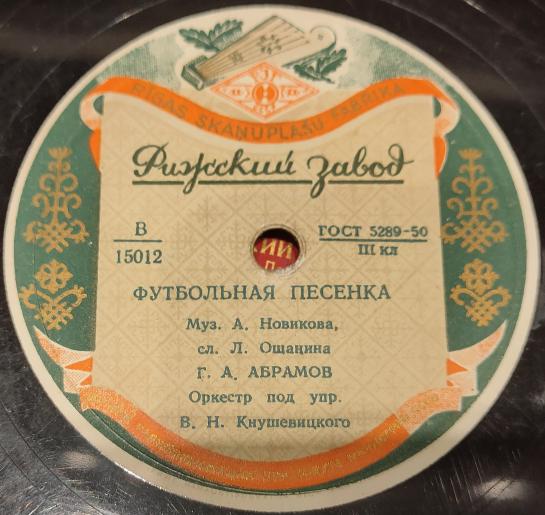 RĪGAS SKAŅUPLAŠU FABRIKA
Рижский завод
В
15012
ГОСТ 5289-50
III кл
ФУТБОЛЬНАЯ ПЕСЕНКА
Муз. А. Новикова,
сл. Л. Ошанина
Г. А. АБРАМОВ
Оркестр под упр.
В. Н. Кнушевицкого